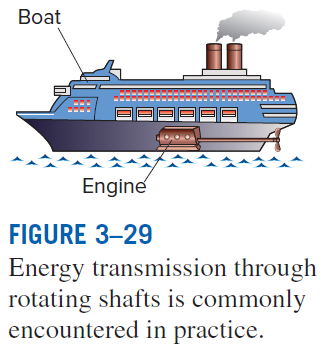 Boat
Engine
FIGURE 3–29
Energy transmission through
rotating shafts is commonly
encountered in practice.